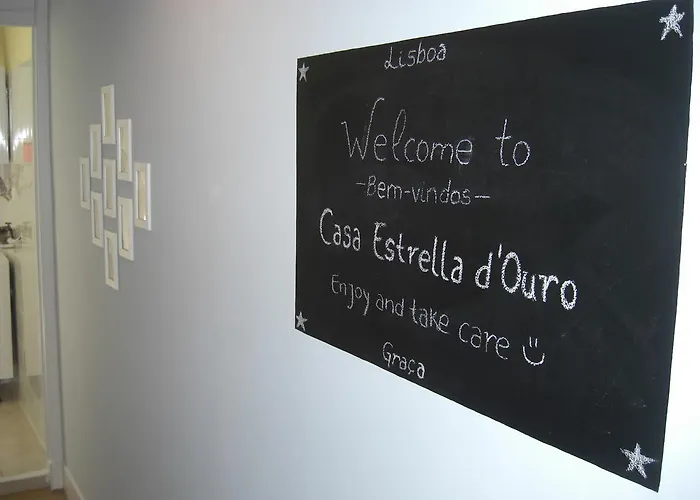 Lisboa
Welcome to
-Bem-vindos-
Casa Estrella d'Ouro
Enjoy and take care
Graça